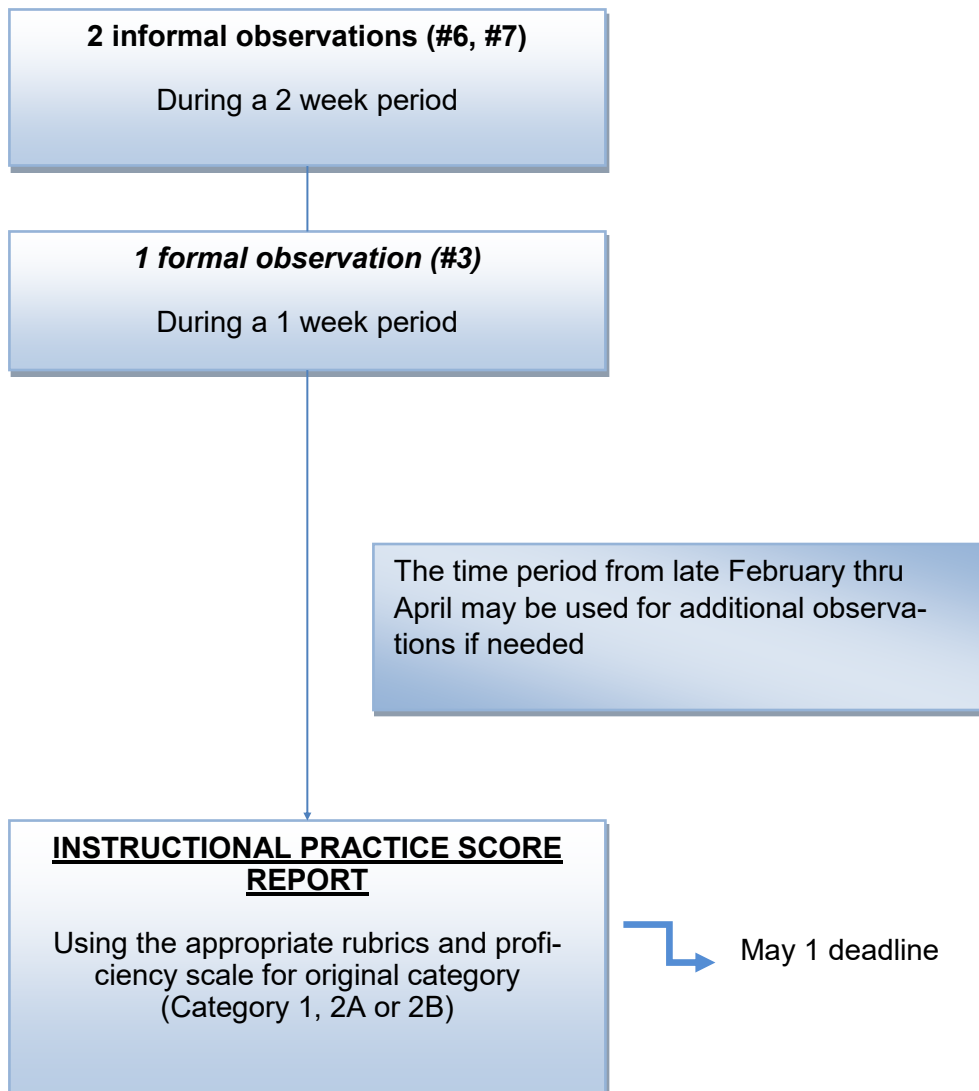 2 informal observations (#6, #7)
During a 2 week period
1 formal observation (#3)
During a 1 week period
The time period from late February thru
April may be used for additional observa-
tions if needed
INSTRUCTIONAL PRACTICE SCORE
REPORT
Using the appropriate rubrics and profi-
ciency scale for original category
(Category 1, 2A or 2B)
May 1 deadline